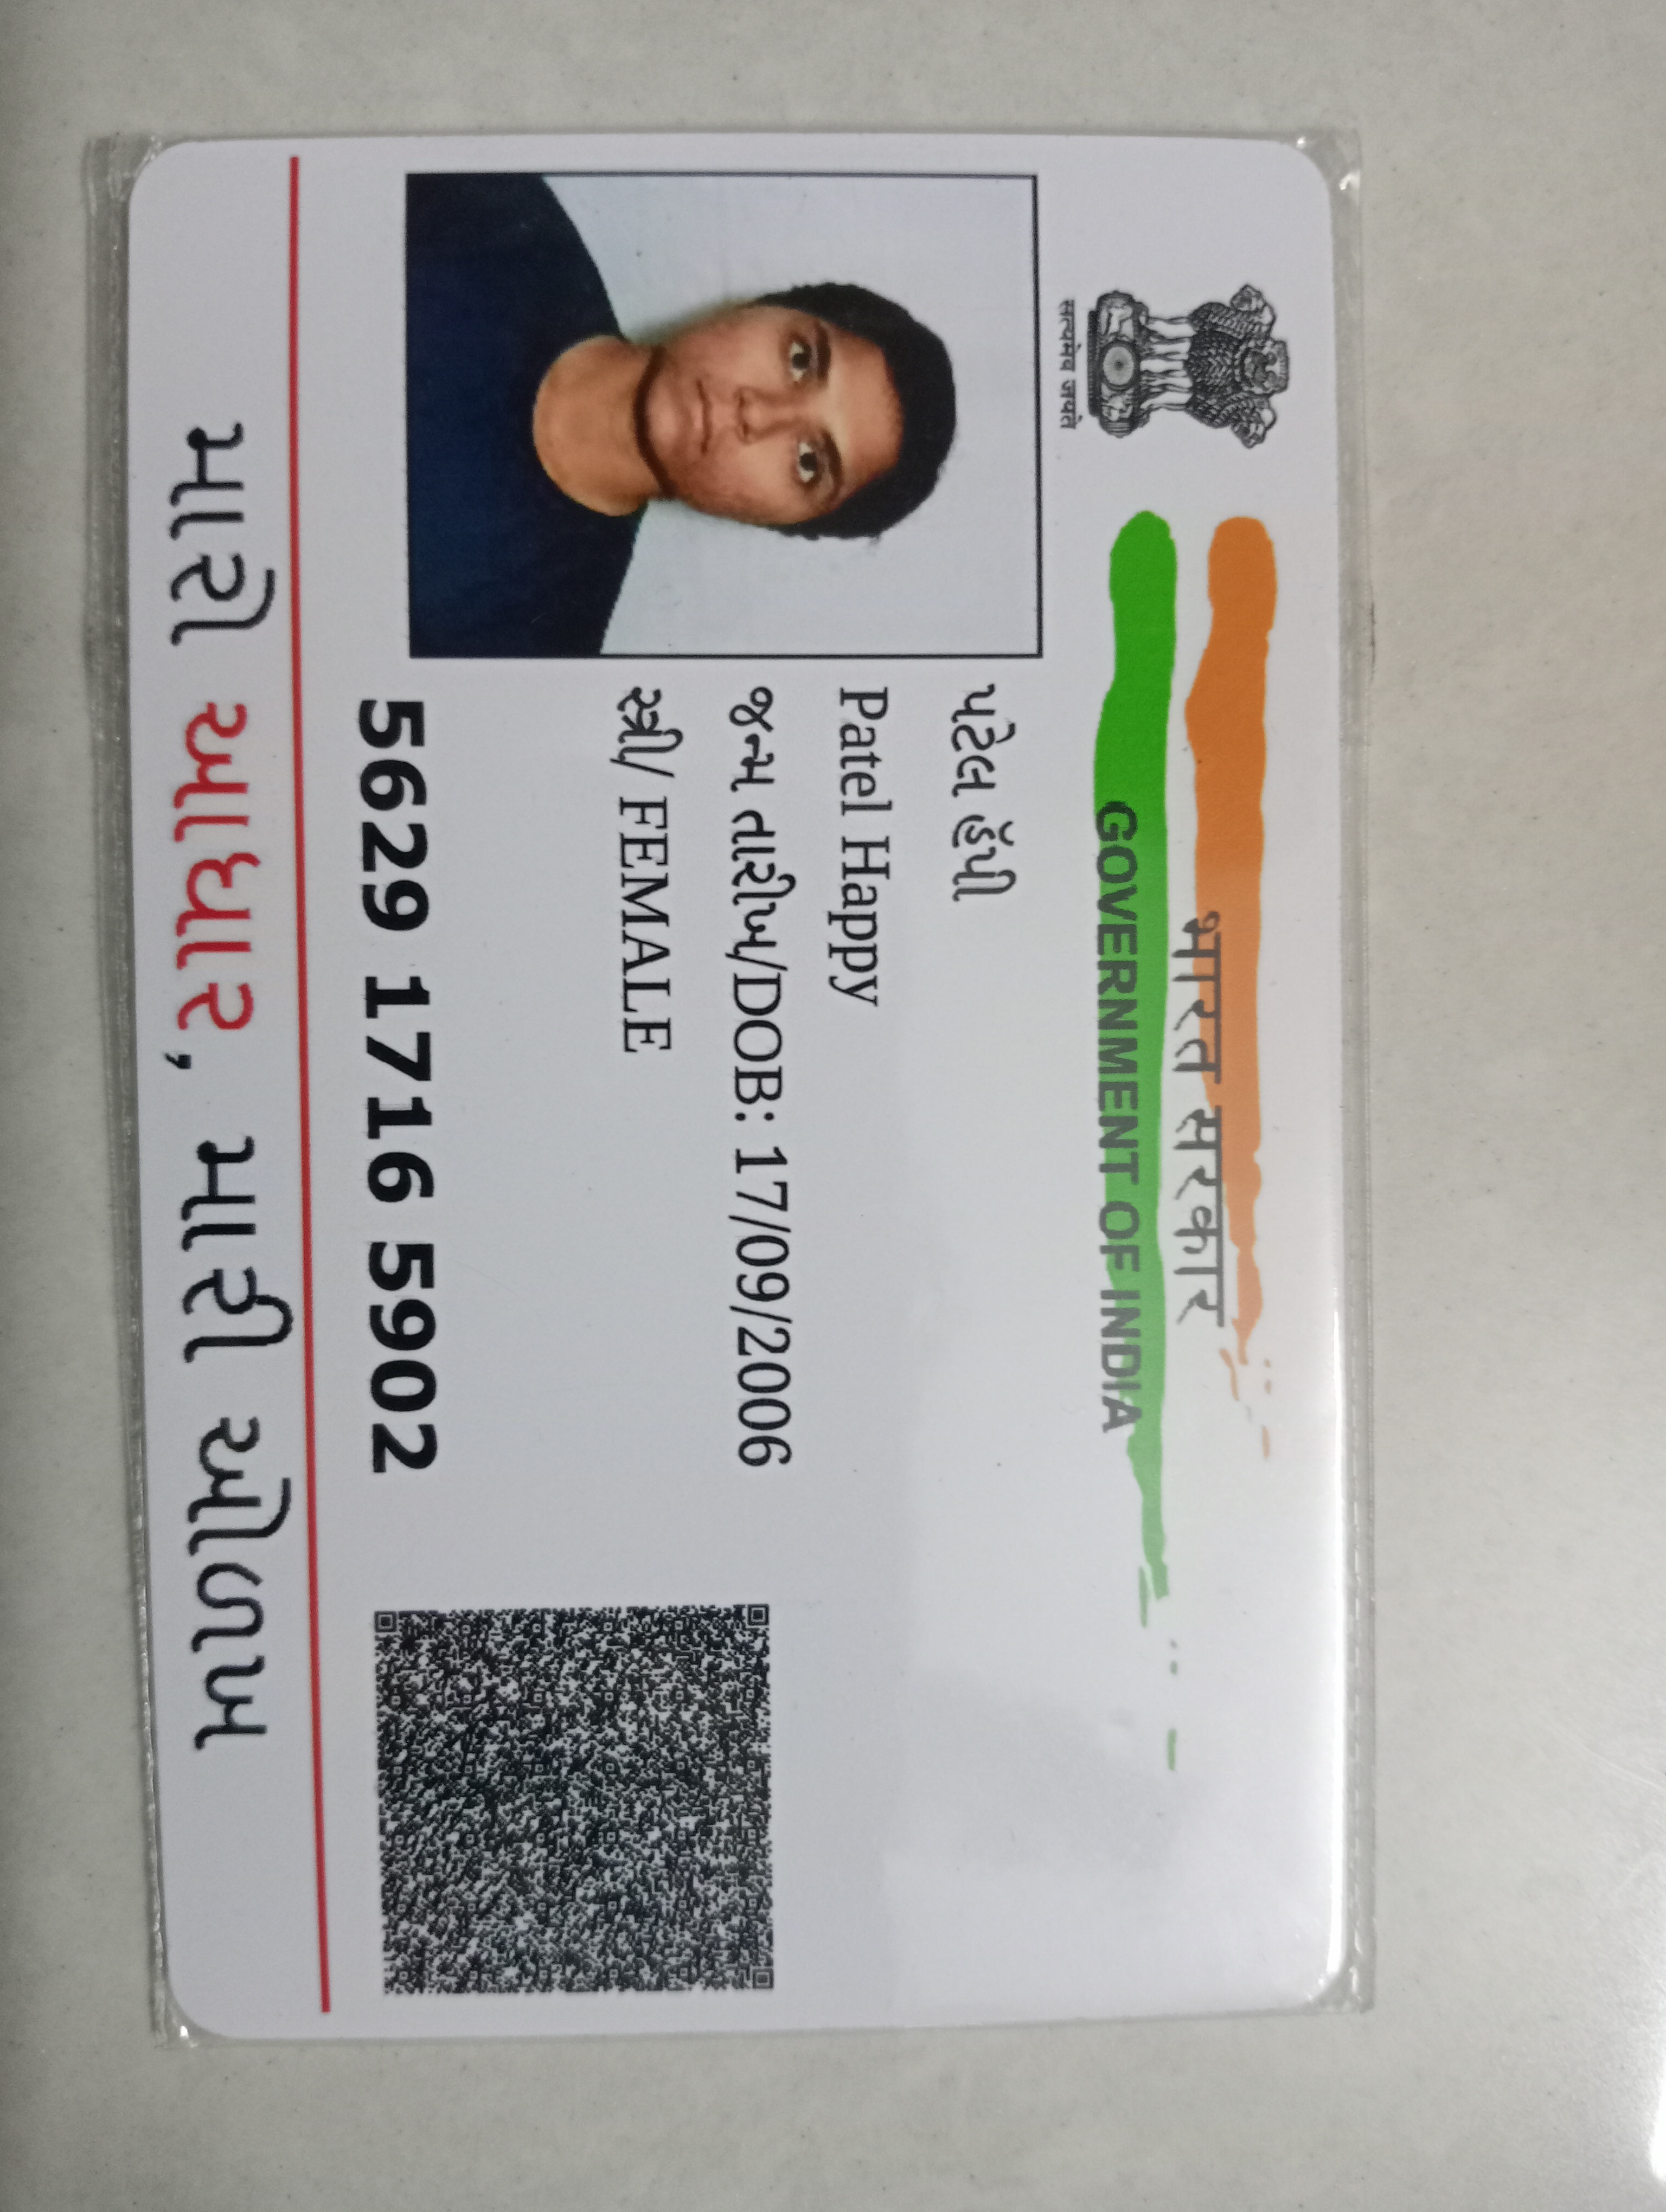 भारत सरकार
GOVERNMENT OF INDIA
सत्यमेव जयते
પટેલ હૅપી
Patel Happy
જન્મ તારીખ/DOB: 17/09/2006
સ્ત્રી/ FEMALE
5629 1716 5902
મારો આધાર, મારી ઓળખ